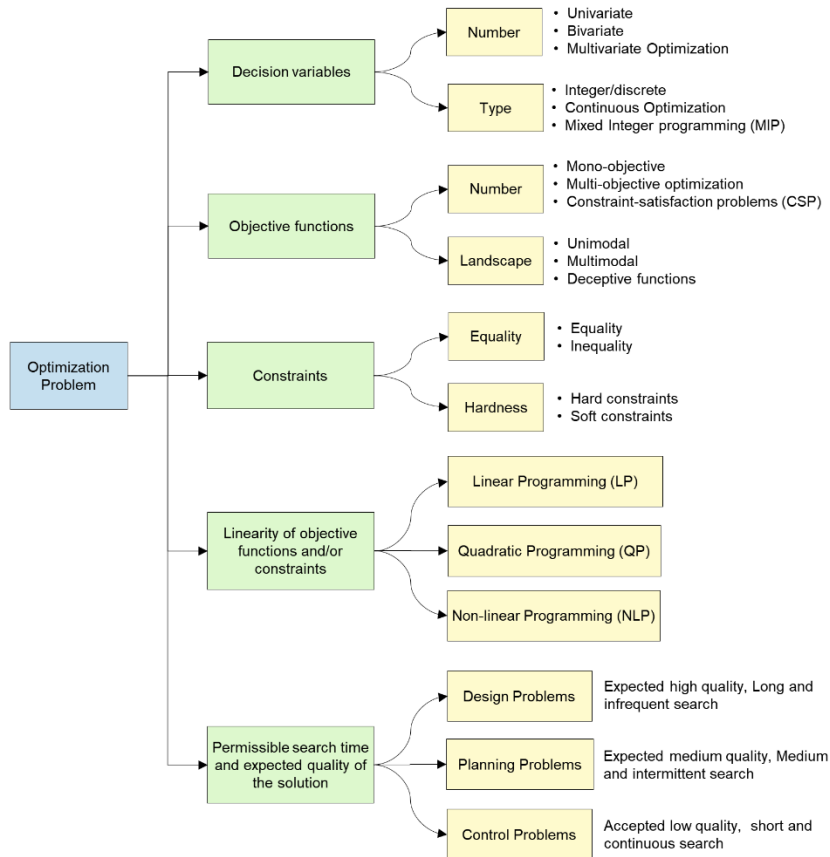 Optimization
Problem
Decision variables
Number
• Univariate
• Bivariate
• Multivariate Optimization
Type
• Integer/discrete
• Continuous Optimization
• Mixed Integer programming (MIP)
Objective functions
Number
• Mono-objective
• Multi-objective optimization
• Constraint-satisfaction problems (CSP)
Landscape
• Unimodal
• Multimodal
• Deceptive functions
Constraints
Equality
• Equality
• Inequality
Hardness
• Hard constraints
• Soft constraints
Linearity of objective
functions and/or
constraints
Linear Programming (LP)
Quadratic Programming (QP)
Non-linear Programming (NLP)
Permissible search time
and expected quality of
the solution
Design Problems
Expected high quality, Long and
infrequent search
Planning Problems
Expected medium quality, Medium
and intermittent search
Control Problems
Accepted low quality, short and
continuous search